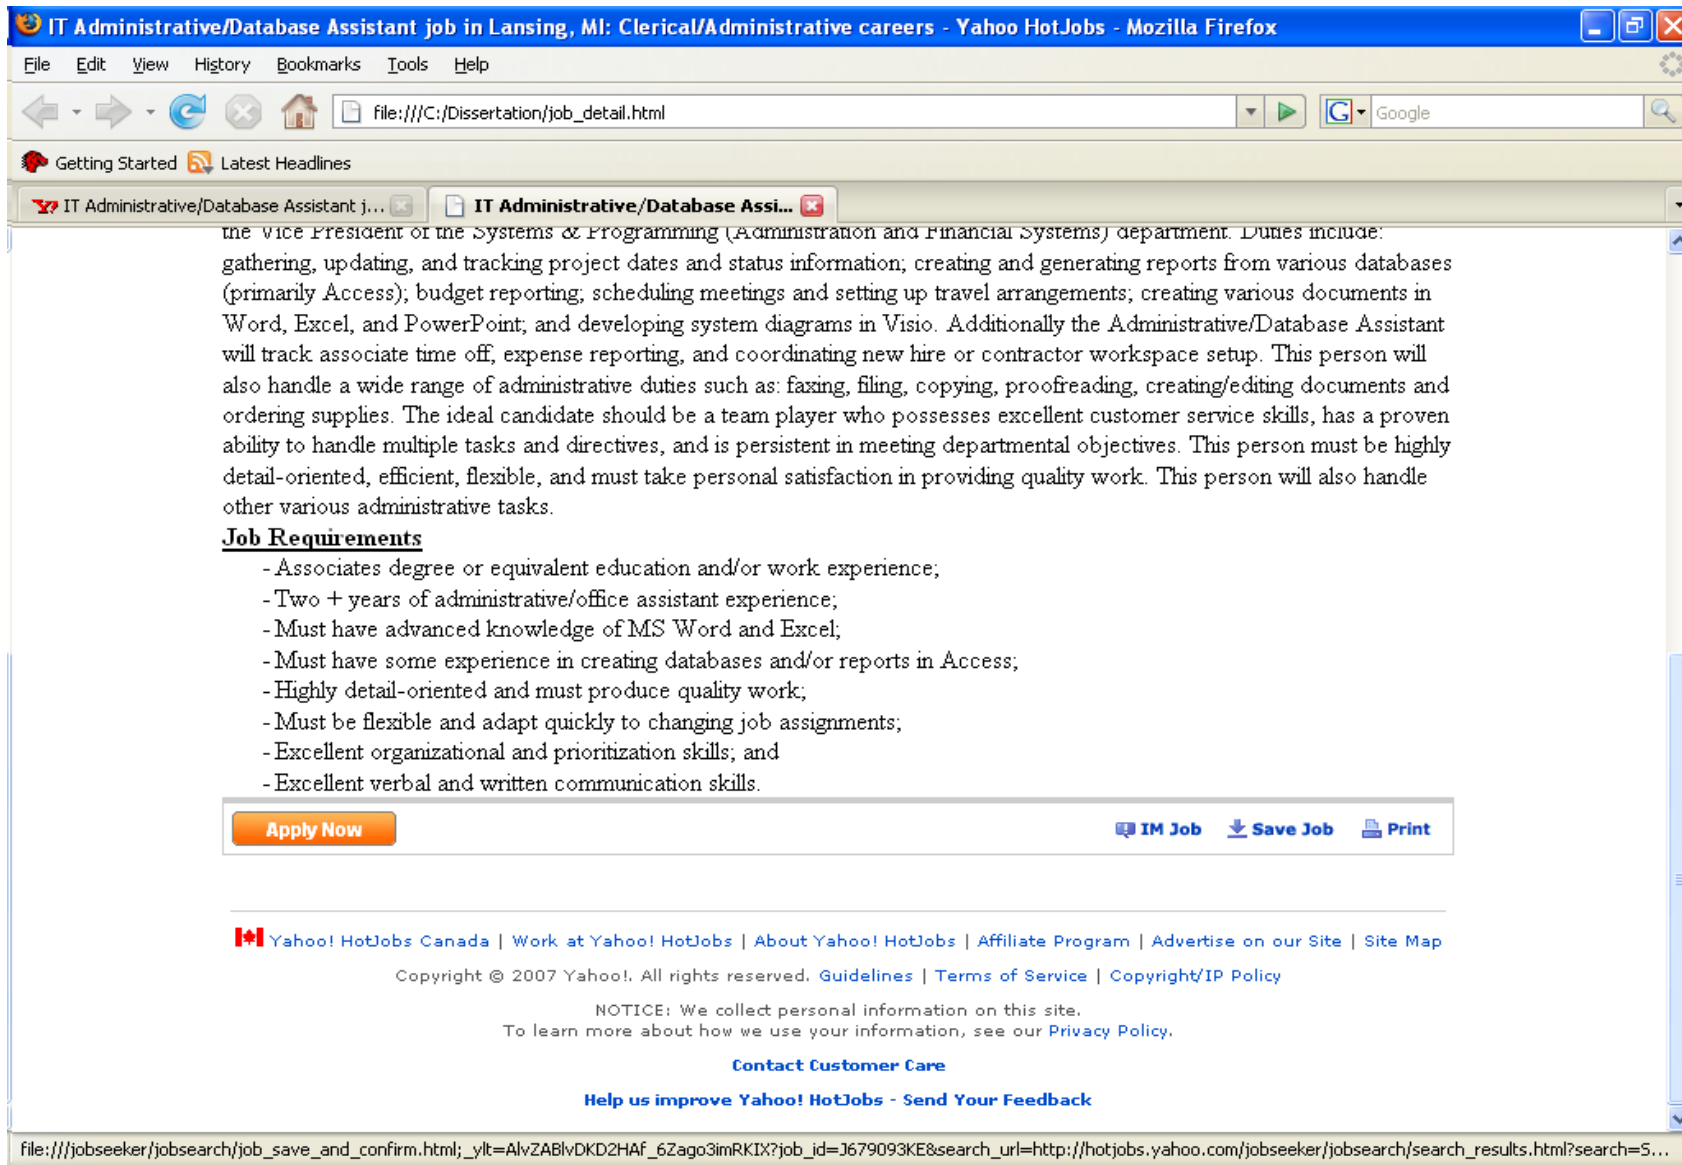 IT Administrative/Database Assistant job in Lansing, MI: Clerical/Administrative careers - Yahoo HotJobs - Mozilla Firefox
File Edit View History Bookmarks Tools Help
file:///C:/Dissertation/job_detail.html
G Google
Getting Started Latest Headlines
Y! IT Administrative/Database Assistant j... IT Administrative/Database Assi...
the Vice President of the Systems & Programming (Administration and Financial Systems) department. Duties include:
gathering, updating, and tracking project dates and status information; creating and generating reports from various databases
(primarily Access); budget reporting; scheduling meetings and setting up travel arrangements; creating various documents in
Word, Excel, and PowerPoint; and developing system diagrams in Visio. Additionally the Administrative/Database Assistant
will track associate time off, expense reporting, and coordinating new hire or contractor workspace setup. This person will
also handle a wide range of administrative duties such as: faxing, filing, copying, proofreading, creating/editing documents and
ordering supplies. The ideal candidate should be a team player who possesses excellent customer service skills, has a proven
ability to handle multiple tasks and directives, and is persistent in meeting departmental objectives. This person must be highly
detail-oriented, efficient, flexible, and must take personal satisfaction in providing quality work. This person will also handle
other various administrative tasks.
Job Requirements
- Associates degree or equivalent education and/or work experience;
- Two + years of administrative/office assistant experience;
- Must have advanced knowledge of MS Word and Excel;
- Must have some experience in creating databases and/or reports in Access;
- Highly detail-oriented and must produce quality work;
- Must be flexible and adapt quickly to changing job assignments;
- Excellent organizational and prioritization skills; and
- Excellent verbal and written communication skills.
Apply Now IM Job Save Job Print
Yahoo! HotJobs Canada | Work at Yahoo! HotJobs | About Yahoo! HotJobs | Affiliate Program | Advertise on our Site | Site Map
Copyright © 2007 Yahoo!. All rights reserved. Guidelines | Terms of Service | Copyright/IP Policy
NOTICE: We collect personal information on this site.
To learn more about how we use your information, see our Privacy Policy.
Contact Customer Care
Help us improve Yahoo! HotJobs - Send Your Feedback
file:///jobseeker/jobsearch/job_save_and_confirm.html;_ylt=AlvZABlvDKD2HAf_6Zago3imRKIX?job_id=J679093KE&search_url=http://hotjobs.yahoo.com/jobseeker/jobsearch/search_results.html?search=S...